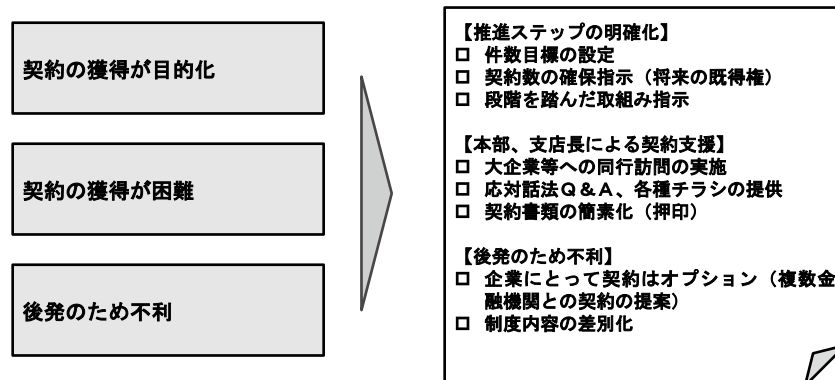 契約の獲得が目的化
契約の獲得が困難
後発のため不利
【推進ステップの明確化】
□ 件数目標の設定
□ 契約数の確保指示（将来の既得権）
□ 段階を踏んだ取組み指示
【本部、支店長による契約支援】
□ 大企業等への同行訪問の実施
□ 応対話法Ｑ＆Ａ、各種チラシの提供
□ 契約書類の簡素化（押印）
【後発のため不利】
□ 企業にとって契約はオプション（複数金
融機関との契約の提案）
□ 制度内容の差別化